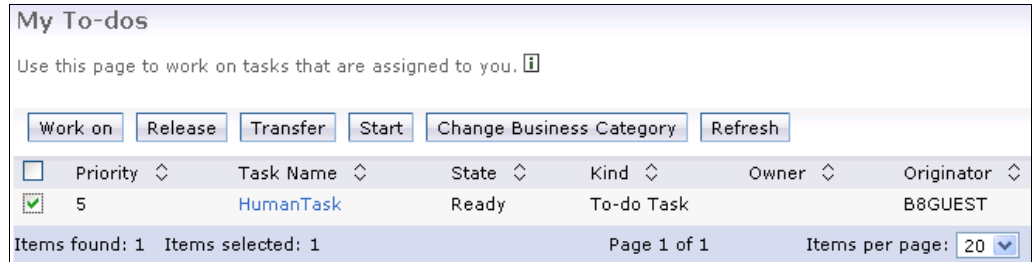 My To-dos
Use this page to work on tasks that are assigned to you. i
Work on Release Transfer Start Change Business Category Refresh
Priority Task Name State Kind Owner Originator
5 HumanTask Ready To-do Task B8GUEST
Items found: 1 Items selected: 1 Page 1 of 1 Items per page: 20